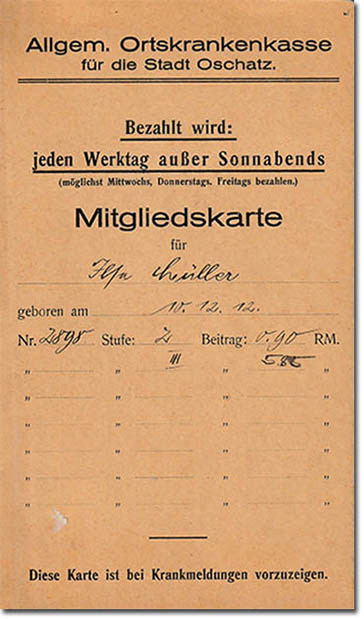 Allgem. Ortskrankenkasse
für die Stadt Oschatz.
Bezahlt wird:
jeden Werktag außer Sonnabends
(möglichst Mittwochs, Donnerstags, Freitags bezahlen.)
Mitgliedskarte
für
Ilse Müller
geboren am 10.12.12.
Nr. 2898 Stufe: Beitrag: 0.90 RM.
" " III " "
" " " "
" " " "
" " " "
" " " "
" " " "
Diese Karte ist bei Krankmeldungen vorzuzeigen.